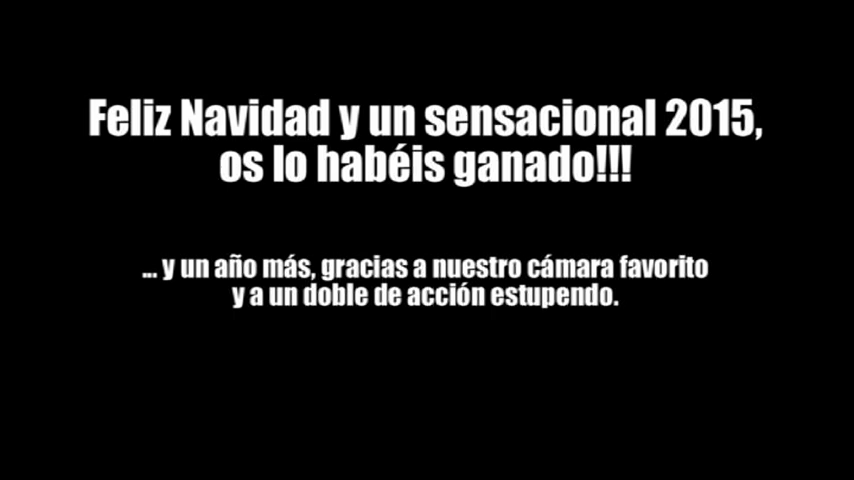 Feliz Navidad y un sensacional 2015,
os lo habéis ganado!!!
... y un año más, gracias a nuestro cámara favorito
y a un doble de acción estupendo.